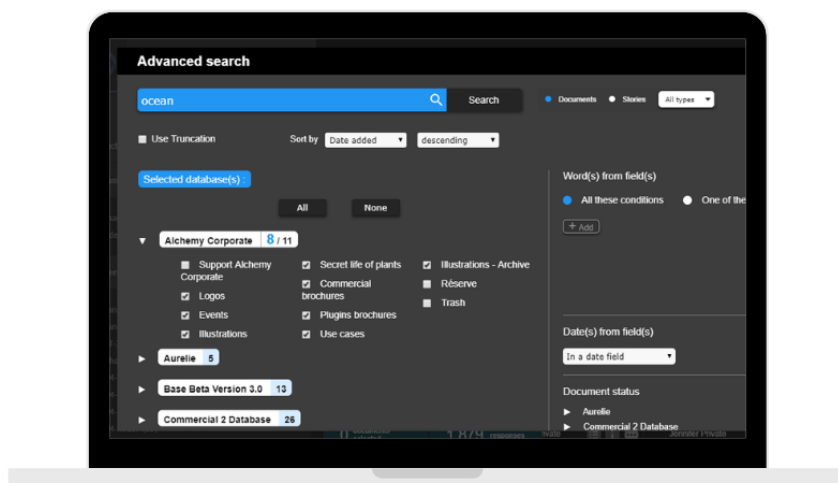 Advanced search
ocean
Search
Documents
Stories
All types
Use Truncation
Sort by
Date added
descending
Selected database(s) :
All
None
Word(s) from field(s)
All these conditions
One of the
+ Add
Alchemy Corporate 8 / 11
Support Alchemy
Corporate
Logos
Events
Illustrations
Secret life of plants
Commercial
brochures
Plugins brochures
Use cases
Illustrations - Archive
Réserve
Trash
Aurelie 5
Base Beta Version 3.0 13
Commercial 2 Database 26
Date(s) from field(s)
In a date field
Document status
Aurelie
Commercial 2 Database
responses
Jennifer Private